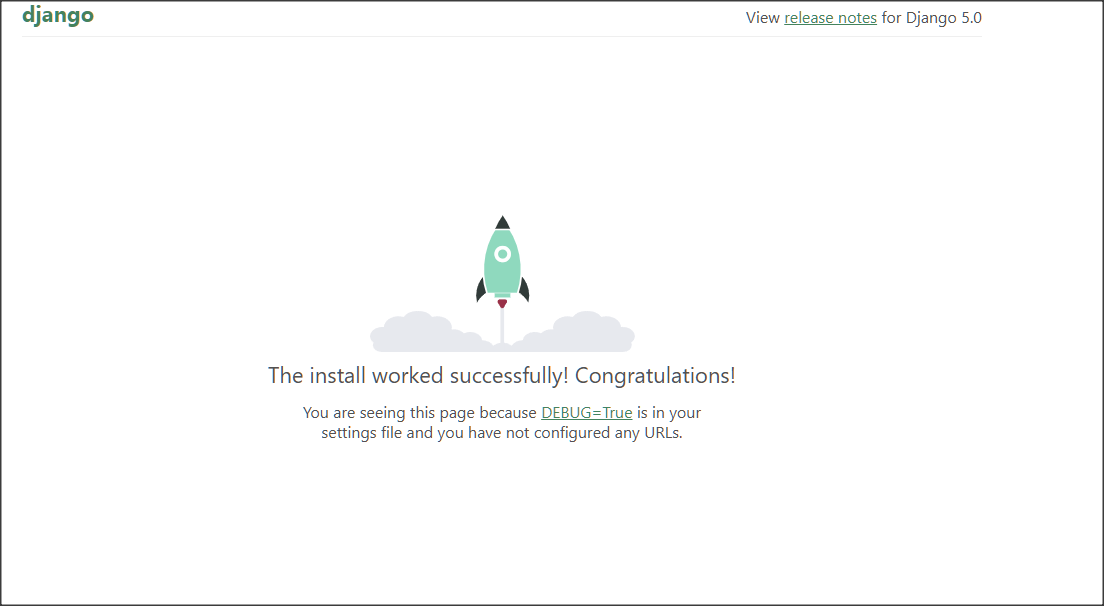 django
View release notes for Django 5.0
The install worked successfully! Congratulations!
You are seeing this page because DEBUG=True is in your
settings file and you have not configured any URLs.